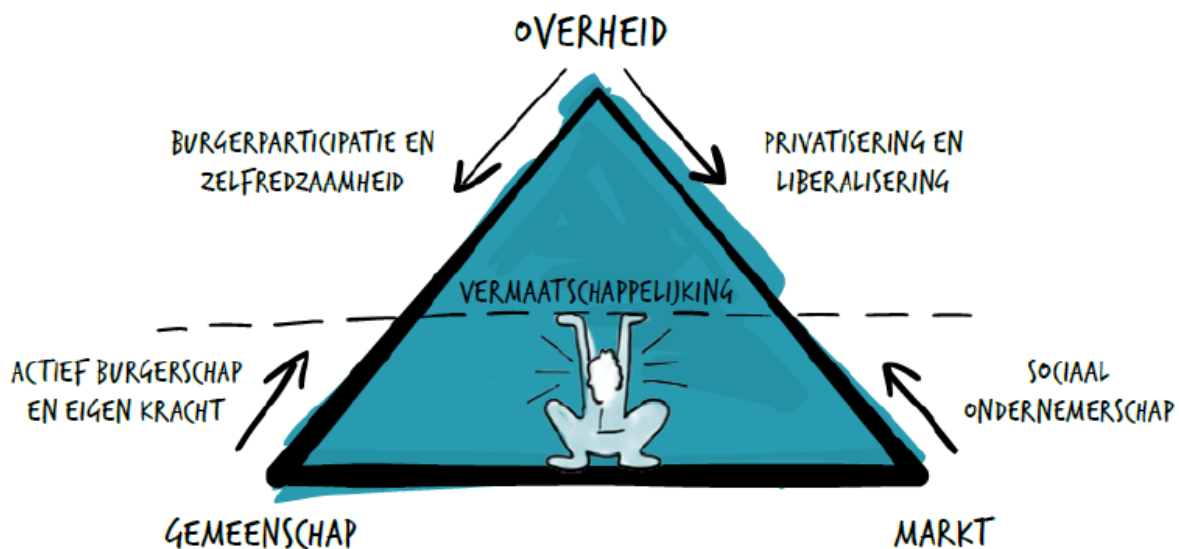 OVERHEID
BURGERPARTICIPATIE EN
ZELFREDZAAMHEID
PRIVATISERING EN
LIBERALISERING
VERMAATSCHAPPELIJKING
ACTIEF BURGERSCHAP
EN EIGEN KRACHT
SOCIAAL
ONDERNEMERSCHAP
GEMEENSCHAP
MARKT